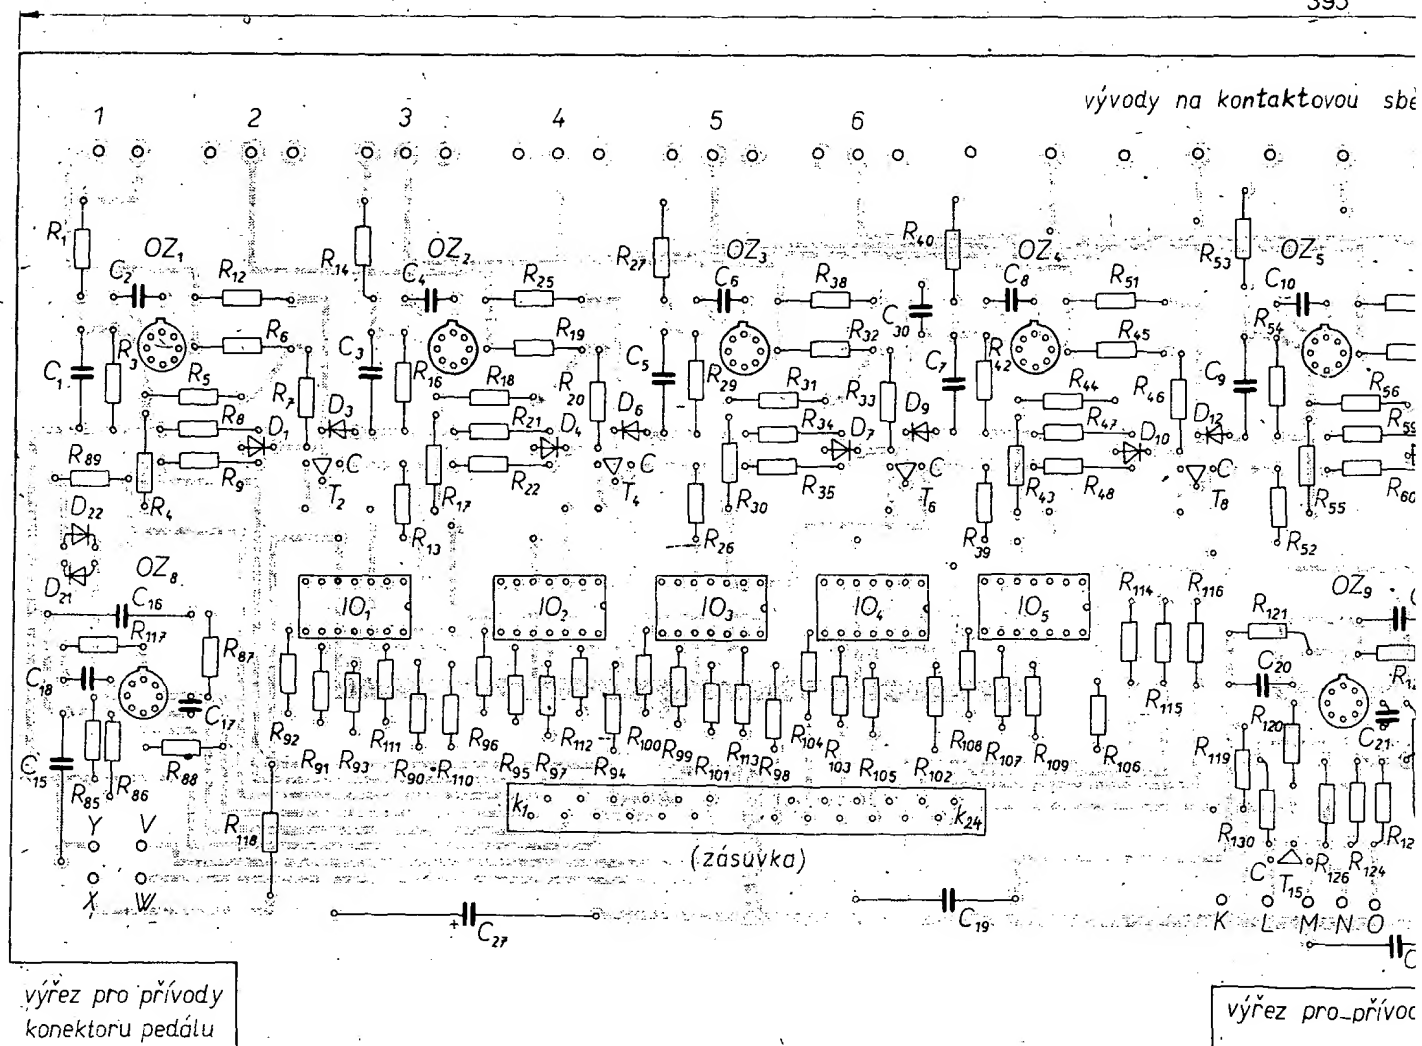 395
vývody na kontaktovou sbě
1 2 3 4 5 6
R1 R14 R27 R40 R53
OZ1 OZ2 OZ3 OZ4 OZ5
C2 R12 C4 R25 C6 R38 C8 R51 C10
C30
R6 R19 R32 R45 R54
C1 R3 C3 R16 C5 R29 C7 R42 C9
R5 R7 R18 R20 R31 R33 R44 R46 R56
R8 D1 D3 R21 D4 D6 R34 D7 D9 R47 D10 D12 R59
R89 R9 C R22 C R35 C R48 C R60
R4 T2 R17 T4 R30 T6 R43 T8 R55
D22 R13 R26 R39 R52
D21 OZ8 OZ9
C16 IO1 IO2 IO3 IO4 IO5 R114 R116 R121
R117 R87
C18 C17 R115 C20
R120 C21
R92 R111 R96 R112 R100 R99 R113 R104 R108 R107 R106 R119
C15 R88 R91 R93 R90 R110 R95 R97 R94 R101 R98 R103 R105 R102 R109
R85 R86
k1 k24
Y V R118 R130
(zásuvka)
C T15 R126 R124
X W K L M N O
+ C27 C19
výřez pro přívody
konektoru pedálu
výřez pro přívod